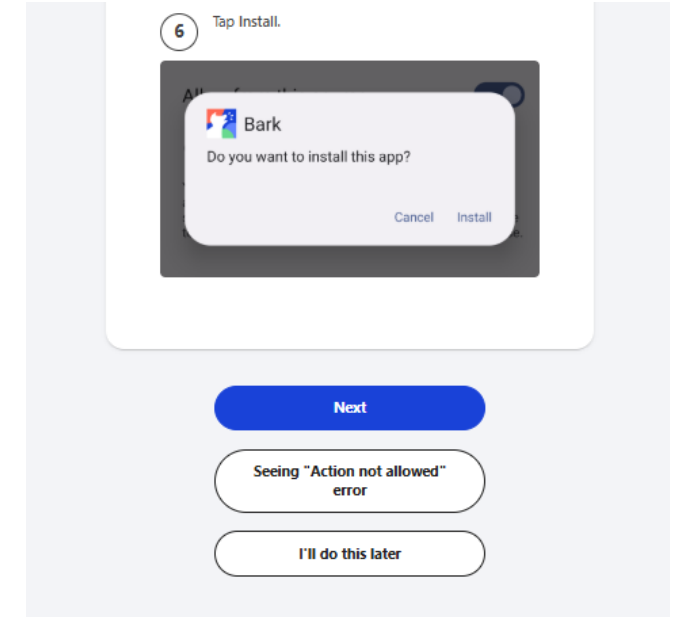 6
Tap Install.
Bark
Do you want to install this app?
Cancel Install
Next
Seeing "Action not allowed"
error
I'll do this later